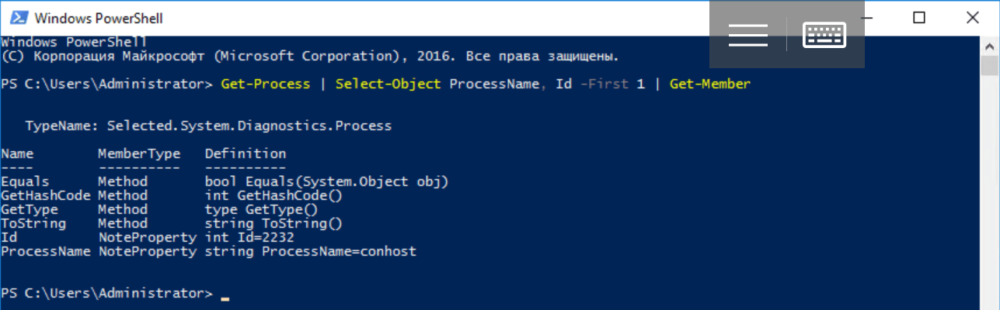 Windows PowerShell
Windows PowerShell
(C) Корпорация Майкрософт (Microsoft Corporation), 2016. Все права защищены.
PS C:\Users\Administrator> Get-Process | Select-Object ProcessName, Id -First 1 | Get-Member
TypeName: Selected.System.Diagnostics.Process
Name MemberType Definition
---- ---------- ----------
Equals Method bool Equals(System.Object obj)
GetHashCode Method int GetHashCode()
GetType Method type GetType()
ToString Method string ToString()
Id NoteProperty int Id=2232
ProcessName NoteProperty string ProcessName=conhost
PS C:\Users\Administrator> _